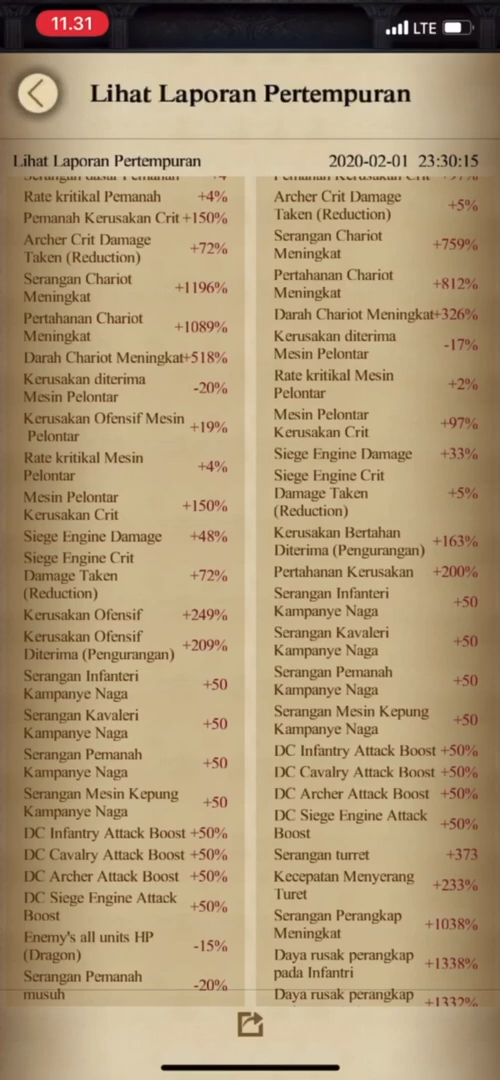 11.31
LTE
Lihat Laporan Pertempuran
Lihat Laporan Pertempuran 2020-02-01 23:30:15
Serangan dasar Pemanah +4
Rate kritikal Pemanah +4%
Pemanah Kerusakan Crit +150%
Archer Crit Damage
Taken (Reduction) +72%
Serangan Chariot
Meningkat +1196%
Pertahanan Chariot
Meningkat +1089%
Darah Chariot Meningkat+518%
Kerusakan diterima
Mesin Pelontar -20%
Kerusakan Ofensif Mesin
Pelontar +19%
Rate kritikal Mesin
Pelontar +4%
Mesin Pelontar
Kerusakan Crit +150%
Siege Engine Damage +48%
Siege Engine Crit
Damage Taken
(Reduction) +72%
Kerusakan Ofensif +249%
Kerusakan Ofensif
Diterima (Pengurangan) +209%
Serangan Infanteri
Kampanye Naga +50
Serangan Kavaleri
Kampanye Naga +50
Serangan Pemanah
Kampanye Naga +50
Serangan Mesin Kepung
Kampanye Naga +50
DC Infantry Attack Boost +50%
DC Cavalry Attack Boost +50%
DC Archer Attack Boost +50%
DC Siege Engine Attack
Boost +50%
Enemy's all units HP
(Dragon) -15%
Serangan Pemanah
musuh -20%
Pemanah Kerusakan Crit +97%
Archer Crit Damage
Taken (Reduction) +5%
Serangan Chariot
Meningkat +759%
Pertahanan Chariot
Meningkat +812%
Darah Chariot Meningkat+326%
Kerusakan diterima
Mesin Pelontar -17%
Rate kritikal Mesin
Pelontar +2%
Mesin Pelontar
Kerusakan Crit +97%
Siege Engine Damage +33%
Siege Engine Crit
Damage Taken
(Reduction) +5%
Kerusakan Bertahan
Diterima (Pengurangan) +163%
Pertahanan Kerusakan +200%
Serangan Infanteri
Kampanye Naga +50
Serangan Kavaleri
Kampanye Naga +50
Serangan Pemanah
Kampanye Naga +50
Serangan Mesin Kepung
Kampanye Naga +50
DC Infantry Attack Boost +50%
DC Cavalry Attack Boost +50%
DC Archer Attack Boost +50%
DC Siege Engine Attack
Boost +50%
Serangan turret +373
Kecepatan Menyerang
Turet +233%
Serangan Perangkap
Meningkat +1038%
Daya rusak perangkap
pada Infantri +1338%
Daya rusak perangkap +1332%